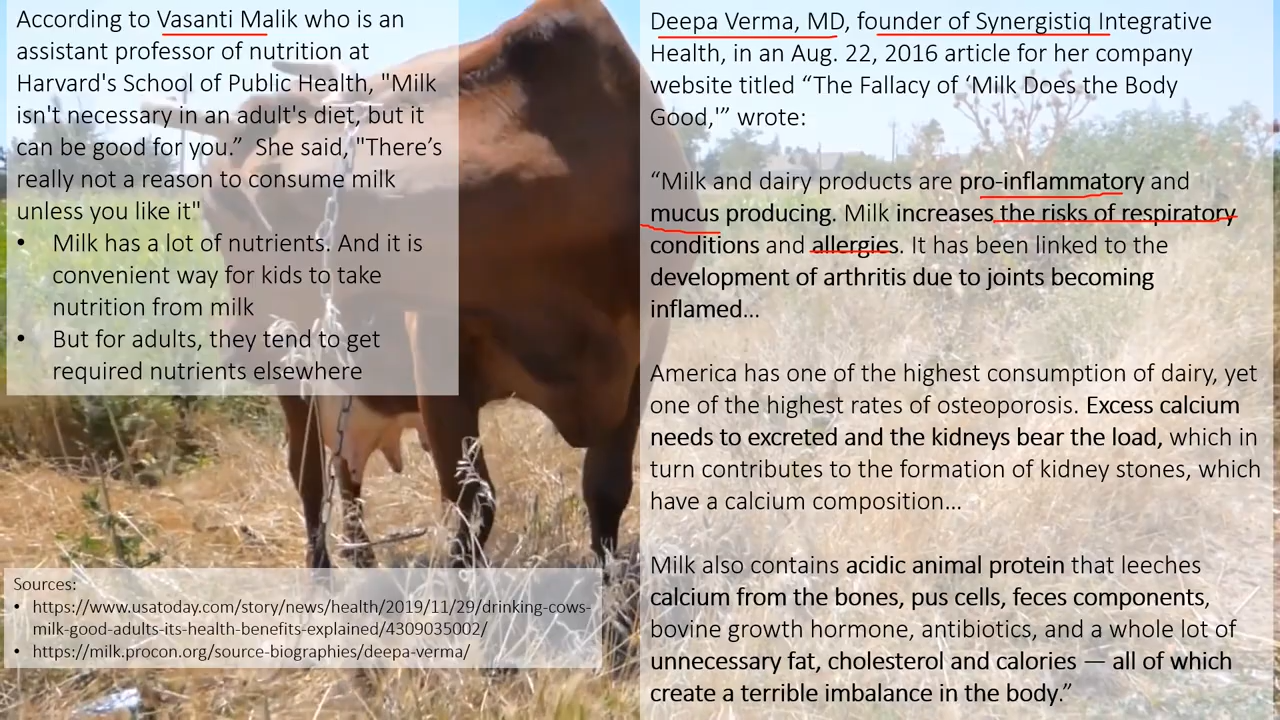 According to Vasanti Malik who is an
assistant professor of nutrition at
Harvard's School of Public Health, "Milk
isn't necessary in an adult's diet, but it
can be good for you.” She said, "There’s
really not a reason to consume milk
unless you like it"
• Milk has a lot of nutrients. And it is
convenient way for kids to take
nutrition from milk
• But for adults, they tend to get
required nutrients elsewhere
Sources:
• https://www.usatoday.com/story/news/health/2019/11/29/drinking-cows-
milk-good-adults-its-health-benefits-explained/4309035002/
• https://milk.procon.org/source-biographies/deepa-verma/
Deepa Verma, MD, founder of Synergistiq Integrative
Health, in an Aug. 22, 2016 article for her company
website titled “The Fallacy of ‘Milk Does the Body
Good,'” wrote:
“Milk and dairy products are pro-inflammatory and
mucus producing. Milk increases the risks of respiratory
conditions and allergies. It has been linked to the
development of arthritis due to joints becoming
inflamed…
America has one of the highest consumption of dairy, yet
one of the highest rates of osteoporosis. Excess calcium
needs to excreted and the kidneys bear the load, which in
turn contributes to the formation of kidney stones, which
have a calcium composition…
Milk also contains acidic animal protein that leeches
calcium from the bones, pus cells, feces components,
bovine growth hormone, antibiotics, and a whole lot of
unnecessary fat, cholesterol and calories — all of which
create a terrible imbalance in the body.”